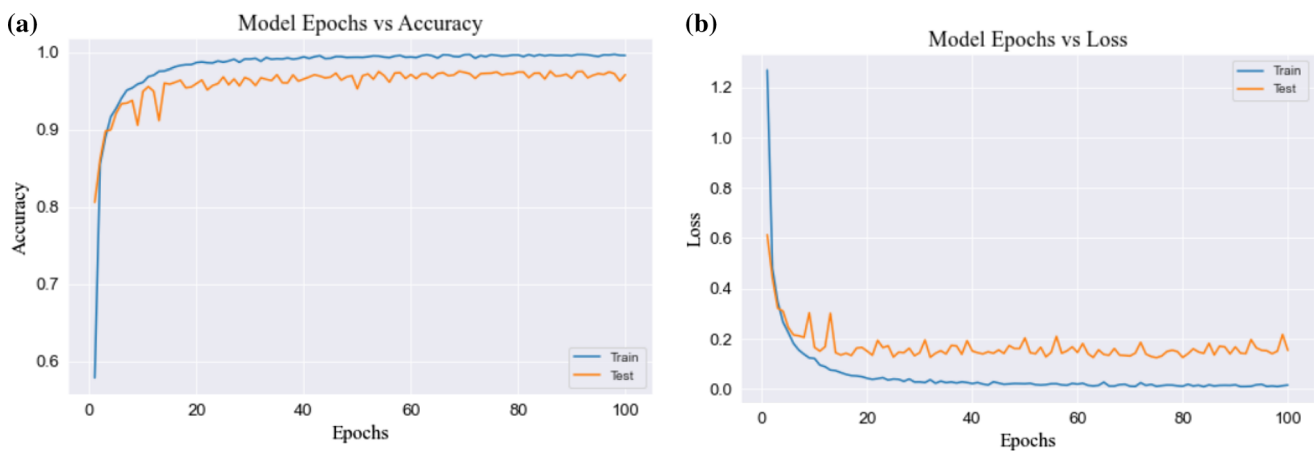 (a)
Model Epochs vs Accuracy
1.0
0.9
0.8
0.7
0.6
Accuracy
0 20 40 60 80 100
Epochs
Train
Test
(b)
Model Epochs vs Loss
1.2
1.0
0.8
0.6
0.4
0.2
0.0
Loss
0 20 40 60 80 100
Epochs
Train
Test